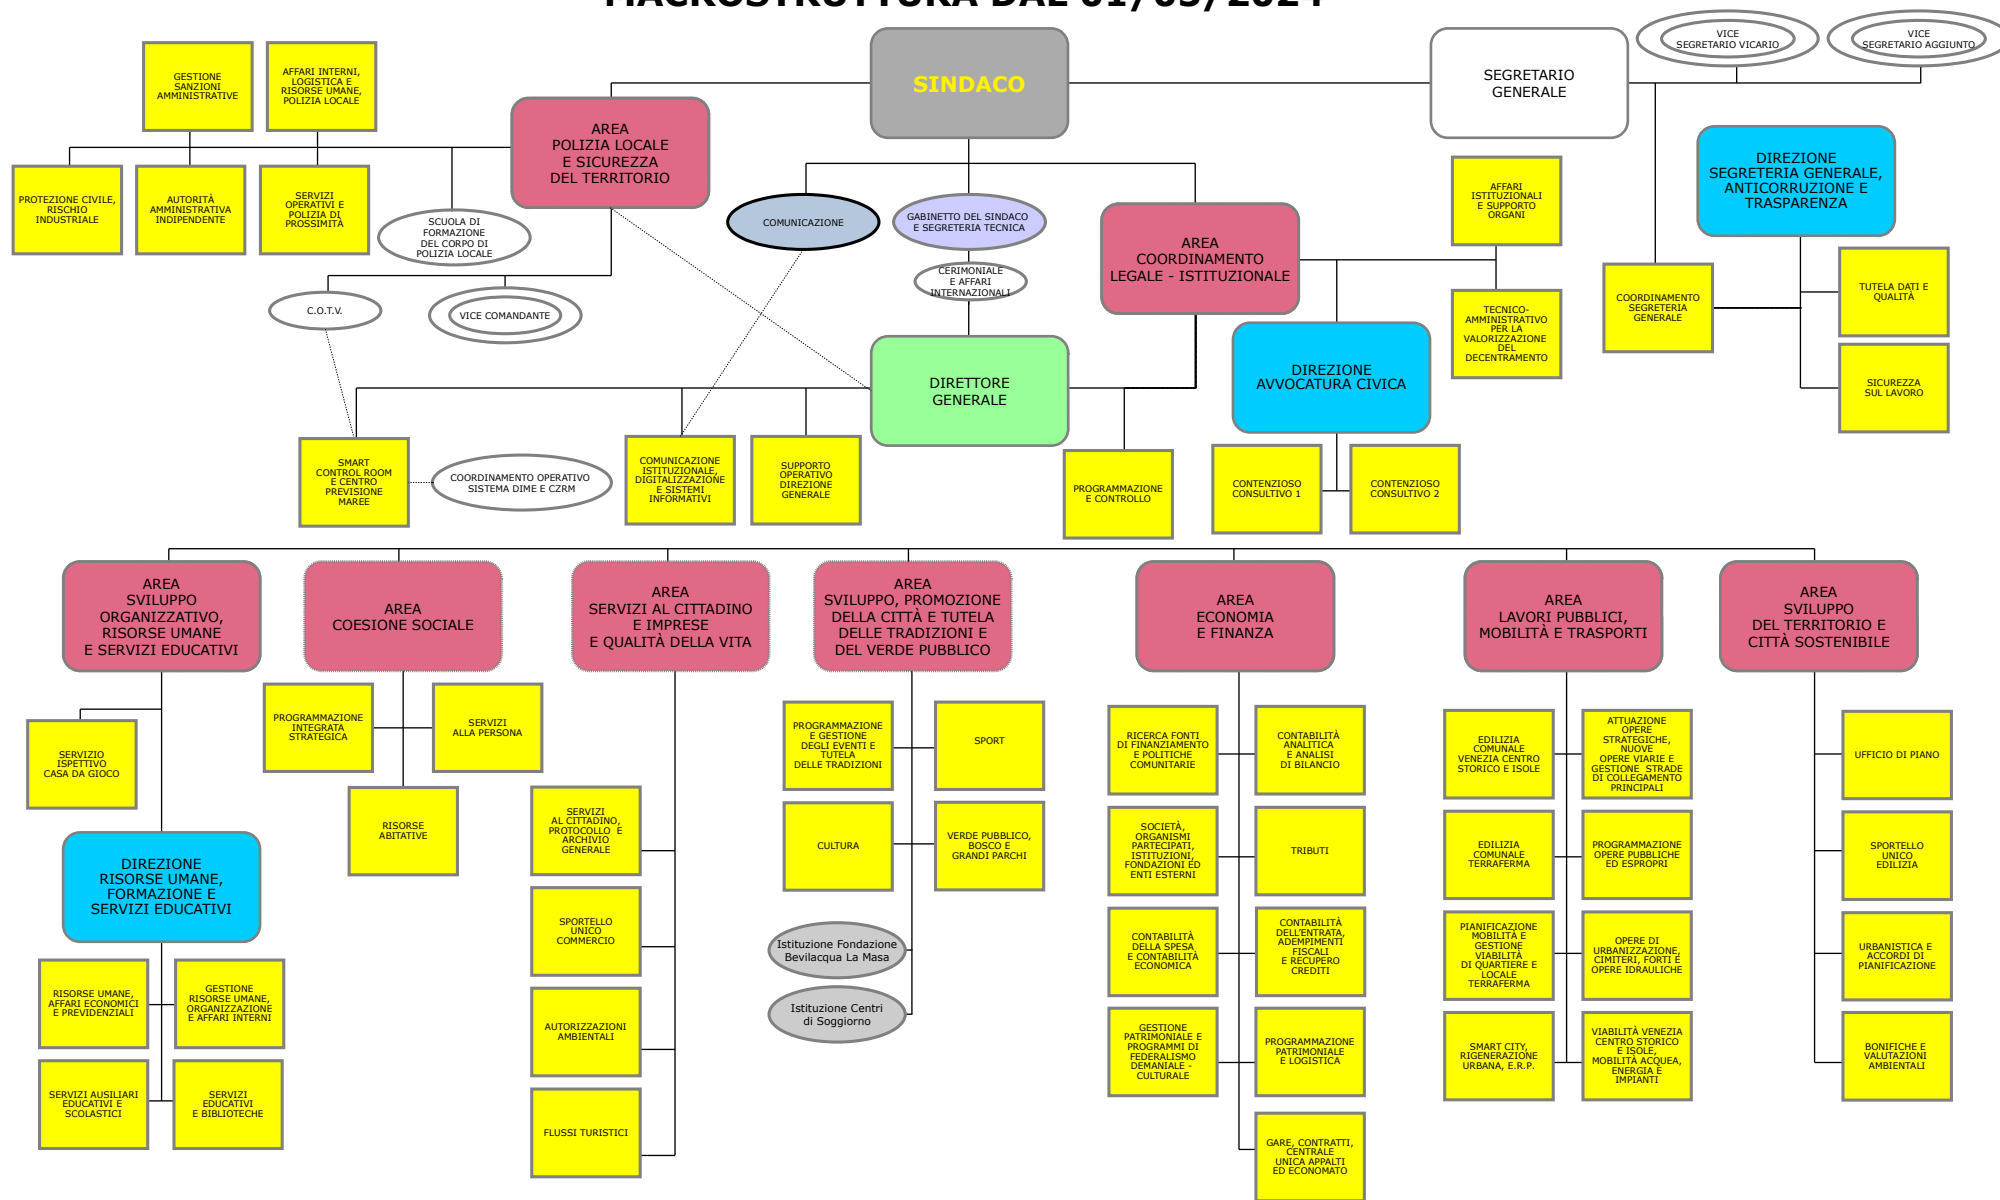 MACROSTRUTTURA DAL 01/03/2024
GESTIONE
SANZIONI
AMMINISTRATIVE
AFFARI INTERNI,
LOGISTICA E
RISORSE UMANE,
POLIZIA LOCALE
SINDACO
SEGRETARIO
GENERALE
VICE
SEGRETARIO VICARIO
VICE
SEGRETARIO AGGIUNTO
AREA
POLIZIA LOCALE
E SICUREZZA
DEL TERRITORIO
DIREZIONE
SEGRETERIA GENERALE,
ANTICORRUZIONE E
TRASPARENZA
PROTEZIONE CIVILE,
RISCHIO
INDUSTRIALE
AUTORITÀ
AMMINISTRATIVA
INDIPENDENTE
SERVIZI
OPERATIVI E
POLIZIA DI
PROSSIMITÀ
SCUOLA DI
FORMAZIONE
DEL CORPO DI
POLIZIA LOCALE
COMUNICAZIONE
GABINETTO DEL SINDACO
E SEGRETERIA TECNICA
CERIMONIALE
E AFFARI
INTERNAZIONALI
AREA
COORDINAMENTO
LEGALE - ISTITUZIONALE
AFFARI
ISTITUZIONALI
E SUPPORTO
ORGANI
TECNICO-
AMMINISTRATIVO
PER LA
VALORIZZAZIONE
DEL
DECENTRAMENTO
COORDINAMENTO
SEGRETERIA
GENERALE
TUTELA DATI E
QUALITÀ
SICUREZZA
SUL LAVORO
C.O.T.V.
VICE COMANDANTE
DIRETTORE
GENERALE
DIREZIONE
AVVOCATURA CIVICA
SMART
CONTROL ROOM
E CENTRO
PREVISIONE
MAREE
COORDINAMENTO OPERATIVO
SISTEMA DIME E CZRM
COMUNICAZIONE
ISTITUZIONALE,
DIGITALIZZAZIONE
E SISTEMI
INFORMATIVI
SUPPORTO
OPERATIVO
DIREZIONE
GENERALE
PROGRAMMAZIONE
E CONTROLLO
CONTENZIOSO
CONSULTIVO 1
CONTENZIOSO
CONSULTIVO 2
AREA
SVILUPPO
ORGANIZZATIVO,
RISORSE UMANE
E SERVIZI EDUCATIVI
AREA
COESIONE SOCIALE
AREA
SERVIZI AL CITTADINO
E IMPRESE
E QUALITÀ DELLA VITA
AREA
SVILUPPO, PROMOZIONE
DELLA CITTÀ E TUTELA
DELLE TRADIZIONI E
DEL VERDE PUBBLICO
AREA
ECONOMIA
E FINANZA
AREA
LAVORI PUBBLICI,
MOBILITÀ E TRASPORTI
AREA
SVILUPPO
DEL TERRITORIO E
CITTÀ SOSTENIBILE
SERVIZIO
ISPETTIVO
CASA DA GIOCO
DIREZIONE
RISORSE UMANE,
FORMAZIONE E
SERVIZI EDUCATIVI
RISORSE UMANE,
AFFARI ECONOMICI
E PREVIDENZIALI
GESTIONE
RISORSE UMANE,
ORGANIZZAZIONE
E AFFARI INTERNI
SERVIZI AUSILIARI
EDUCATIVI E
SCOLASTICI
SERVIZI
EDUCATIVI
E BIBLIOTECHE
PROGRAMMAZIONE
INTEGRATA
STRATEGICA
SERVIZI
ALLA PERSONA
RISORSE
ABITATIVE
SERVIZI
AL CITTADINO,
PROTOCOLLO E
ARCHIVIO
GENERALE
SPORTELLO
UNICO
COMMERCIO
AUTORIZZAZIONI
AMBIENTALI
FLUSSI TURISTICI
PROGRAMMAZIONE
E GESTIONE
DEGLI EVENTI E
TUTELA
DELLE TRADIZIONI
SPORT
CULTURA
VERDE PUBBLICO,
BOSCO E
GRANDI PARCHI
Istituzione Fondazione
Bevilacqua La Masa
Istituzione Centri
di Soggiorno
RICERCA FONTI
DI FINANZIAMENTO
E POLITICHE
COMUNITARIE
CONTABILITÀ
ANALITICA
E ANALISI
DI BILANCIO
SOCIETÀ,
ORGANISMI
PARTECIPATI,
ISTITUZIONI,
FONDAZIONI ED
ENTI ESTERNI
TRIBUTI
CONTABILITÀ
DELLA SPESA
E CONTABILITÀ
ECONOMICA
CONTABILITÀ
DELL'ENTRATA,
ADEMPIMENTI
FISCALI
E RECUPERO
CREDITI
GESTIONE
PATRIMONIALE E
PROGRAMMI DI
FEDERALISMO
DEMANIALE -
CULTURALE
PROGRAMMAZIONE
PATRIMONIALE
E LOGISTICA
GARE, CONTRATTI,
CENTRALE
UNICA APPALTI
ED ECONOMATO
EDILIZIA
COMUNALE
VENEZIA CENTRO
STORICO E ISOLE
ATTUAZIONE
OPERE
STRATEGICHE,
NUOVE
OPERE VIARIE E
GESTIONE STRADE
DI COLLEGAMENTO
PRINCIPALI
EDILIZIA
COMUNALE
TERRAFERMA
PROGRAMMAZIONE
OPERE PUBBLICHE
ED ESPROPRI
PIANIFICAZIONE
MOBILITÀ E
GESTIONE
VIABILITÀ
DI QUARTIERE E
LOCALE
TERRAFERMA
OPERE DI
URBANIZZAZIONE,
CIMITERI, FORTI E
OPERE IDRAULICHE
SMART CITY,
RIGENERAZIONE
URBANA, E.R.P.
VIABILITÀ VENEZIA
CENTRO STORICO
E ISOLE,
MOBILITÀ ACQUEA,
ENERGIA E
IMPIANTI
UFFICIO DI PIANO
SPORTELLO
UNICO
EDILIZIA
URBANISTICA E
ACCORDI DI
PIANIFICAZIONE
BONIFICHE E
VALUTAZIONI
AMBIENTALI